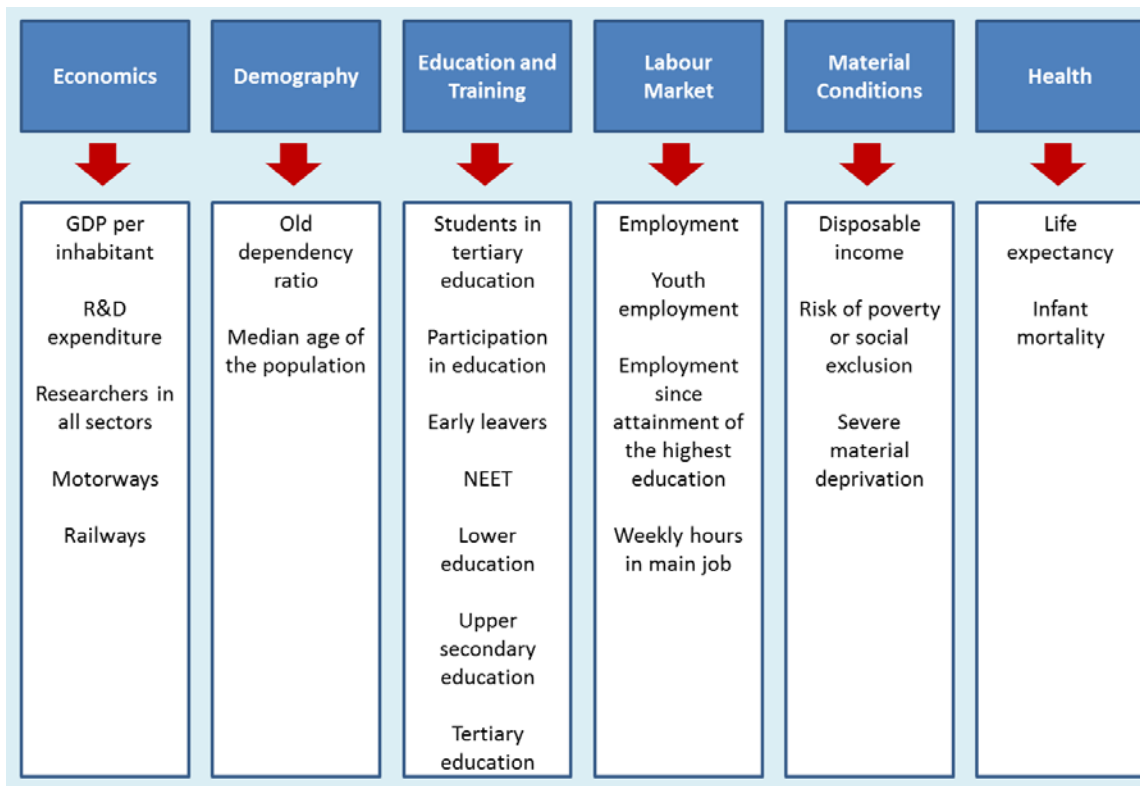 Economics
GDP per
inhabitant
R&D
expenditure
Researchers in
all sectors
Motorways
Railways
Demography
Old
dependency
ratio
Median age of
the population
Education and
Training
Students in
tertiary
education
Participation
in education
Early leavers
NEET
Lower
education
Upper
secondary
education
Tertiary
education
Labour
Market
Employment
Youth
employment
Employment
since
attainment of
the highest
education
Weekly hours
in main job
Material
Conditions
Disposable
income
Risk of poverty
or social
exclusion
Severe
material
deprivation
Health
Life
expectancy
Infant
mortality